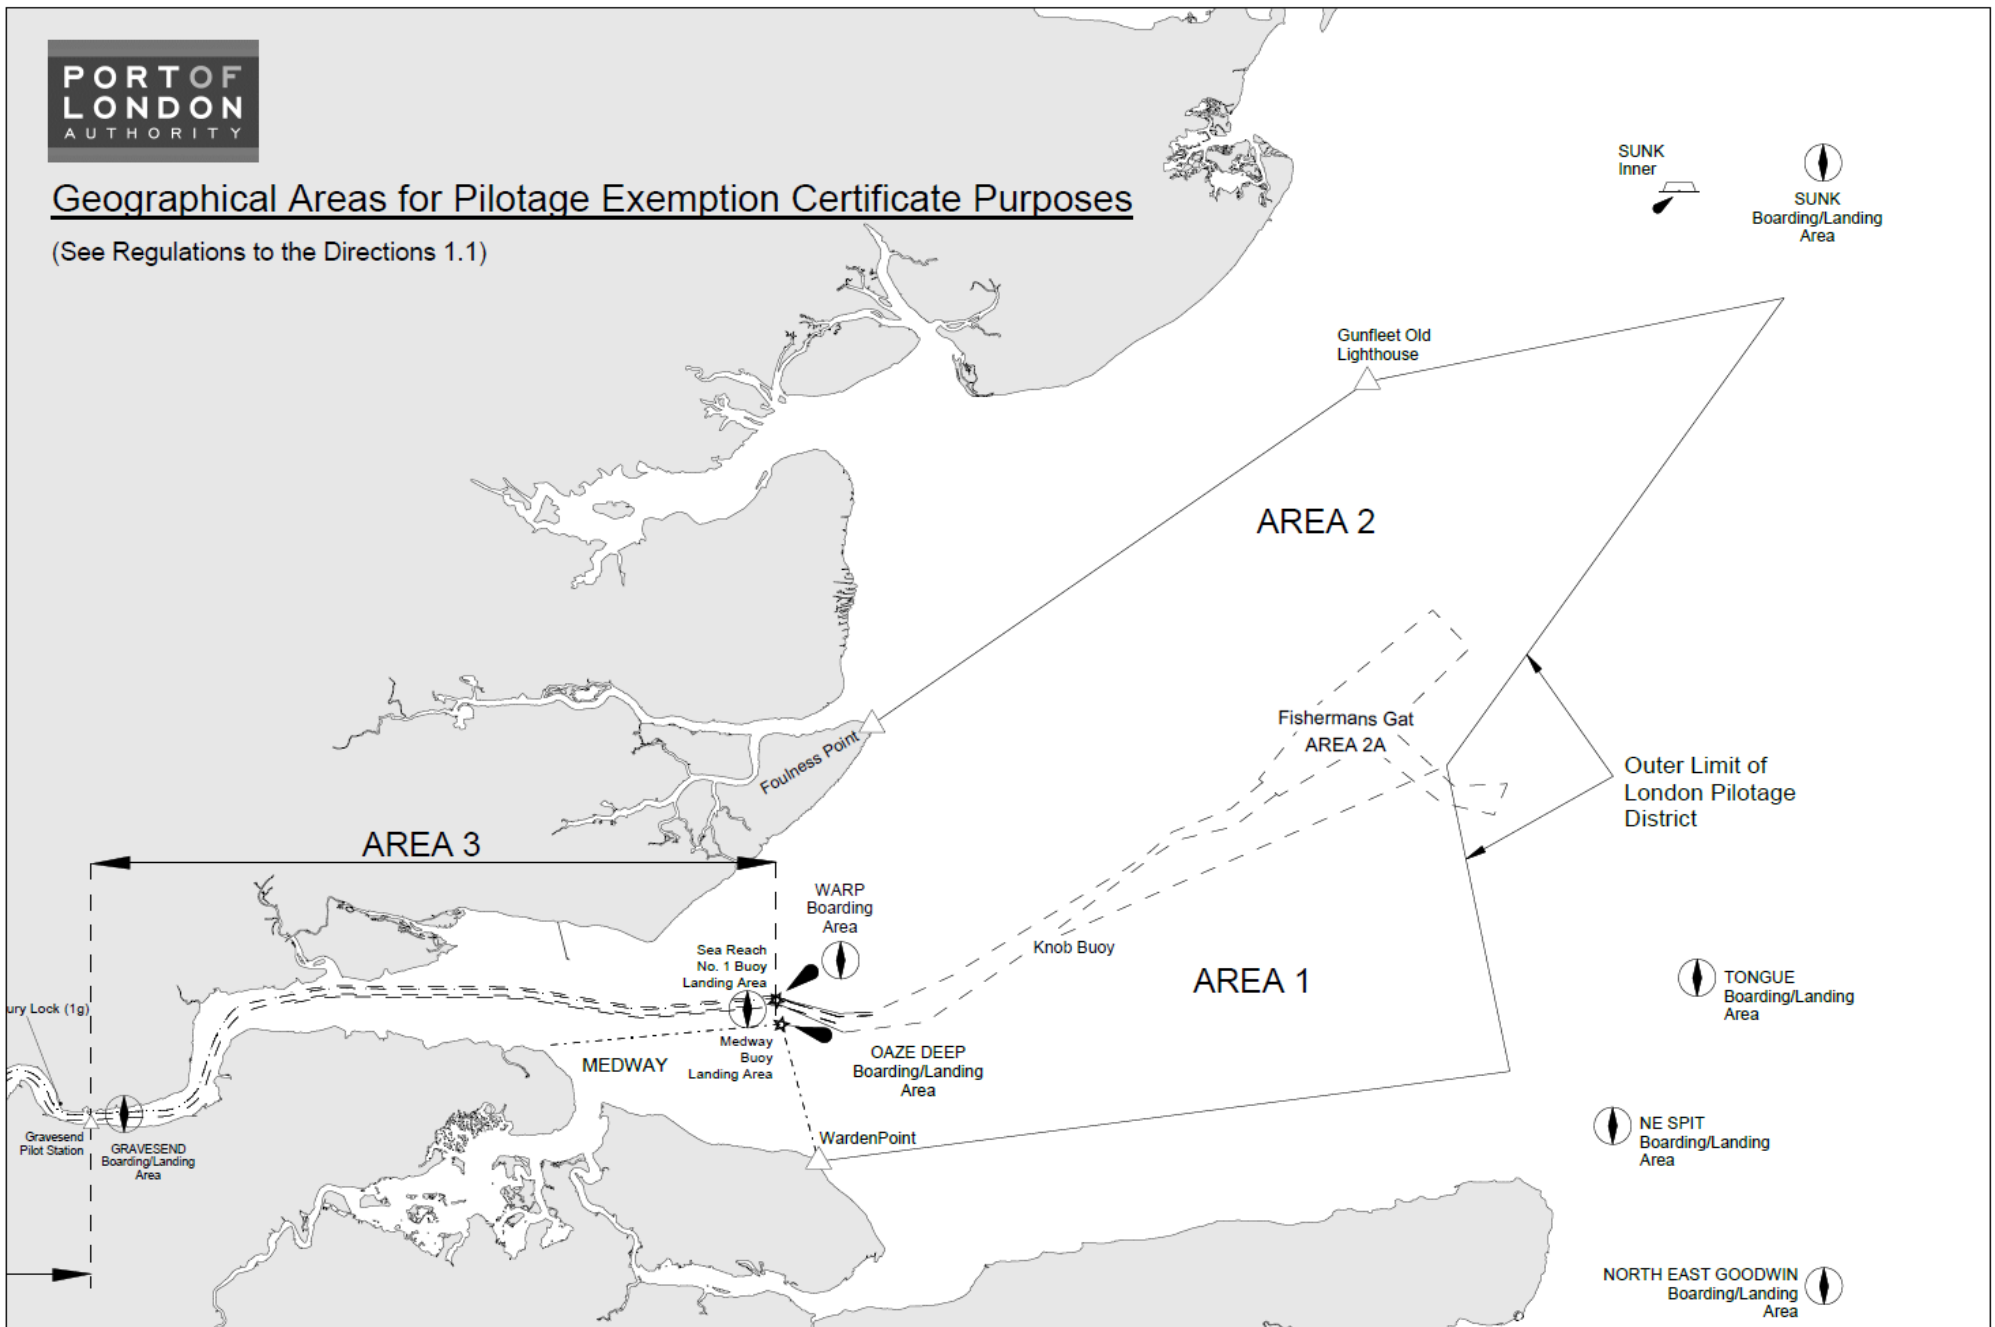 PORT OF
LONDON
AUTHORITY
Geographical Areas for Pilotage Exemption Certificate Purposes
(See Regulations to the Directions 1.1)
SUNK
Inner
SUNK
Boarding/Landing
Area
Gunfleet Old
Lighthouse
AREA 2
Fishermans Gat
AREA 2A
Foulness Point
Outer Limit of
London Pilotage
District
AREA 3
WARP
Boarding
Area
Sea Reach
No. 1 Buoy
Landing Area
Knob Buoy
AREA 1
TONGUE
Boarding/Landing
Area
ury Lock (1g)
Medway
Buoy
Landing Area
MEDWAY
OAZE DEEP
Boarding/Landing
Area
Gravesend
Pilot Station
GRAVESEND
Boarding/Landing
Area
WardenPoint
NE SPIT
Boarding/Landing
Area
NORTH EAST GOODWIN
Boarding/Landing
Area